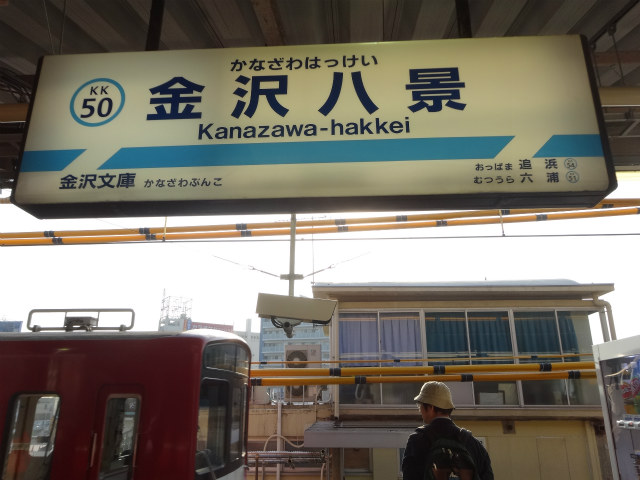 かなざわはっけい
KK
50
金沢八景
Kanazawa-hakkei
金沢文庫 かなざわぶんこ
おっぱま 追浜 54
むつうら 六浦 51